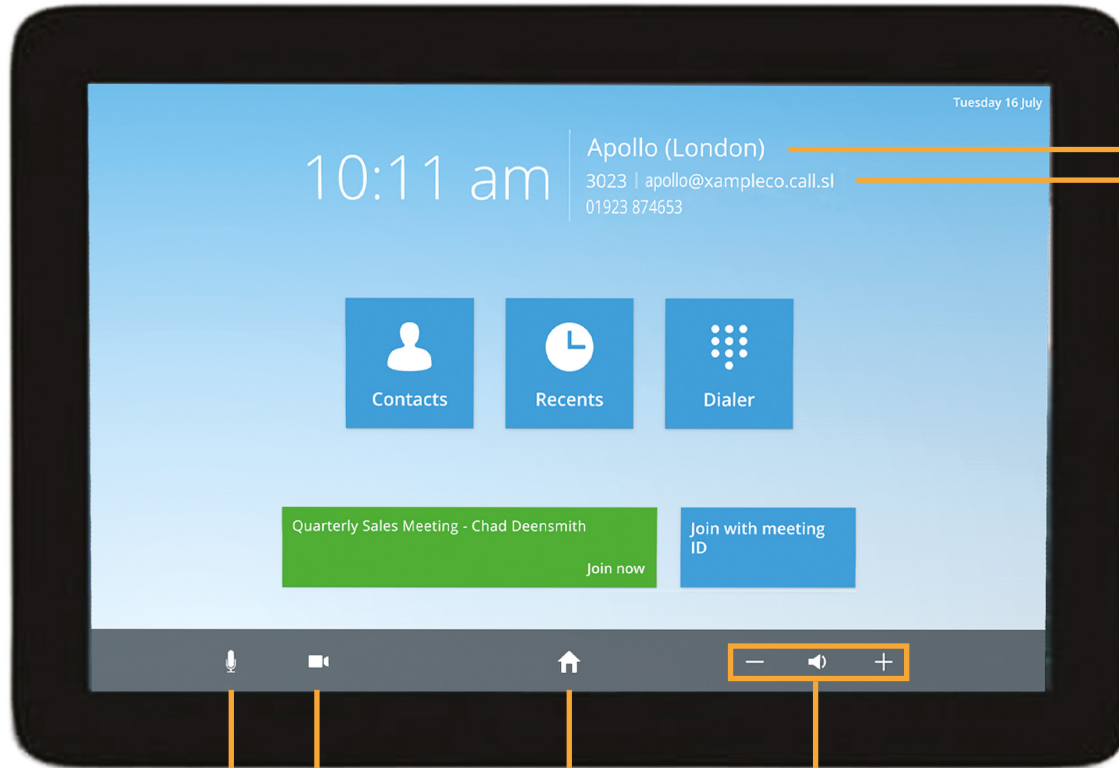 Tuesday 16 July
10:11 am
Apollo (London)
3023 | apollo@xampleco.call.sl
01923 874653
Contacts
Recents
Dialer
Quarterly Sales Meeting - Chad Deensmith
Join now
Join with meeting
ID